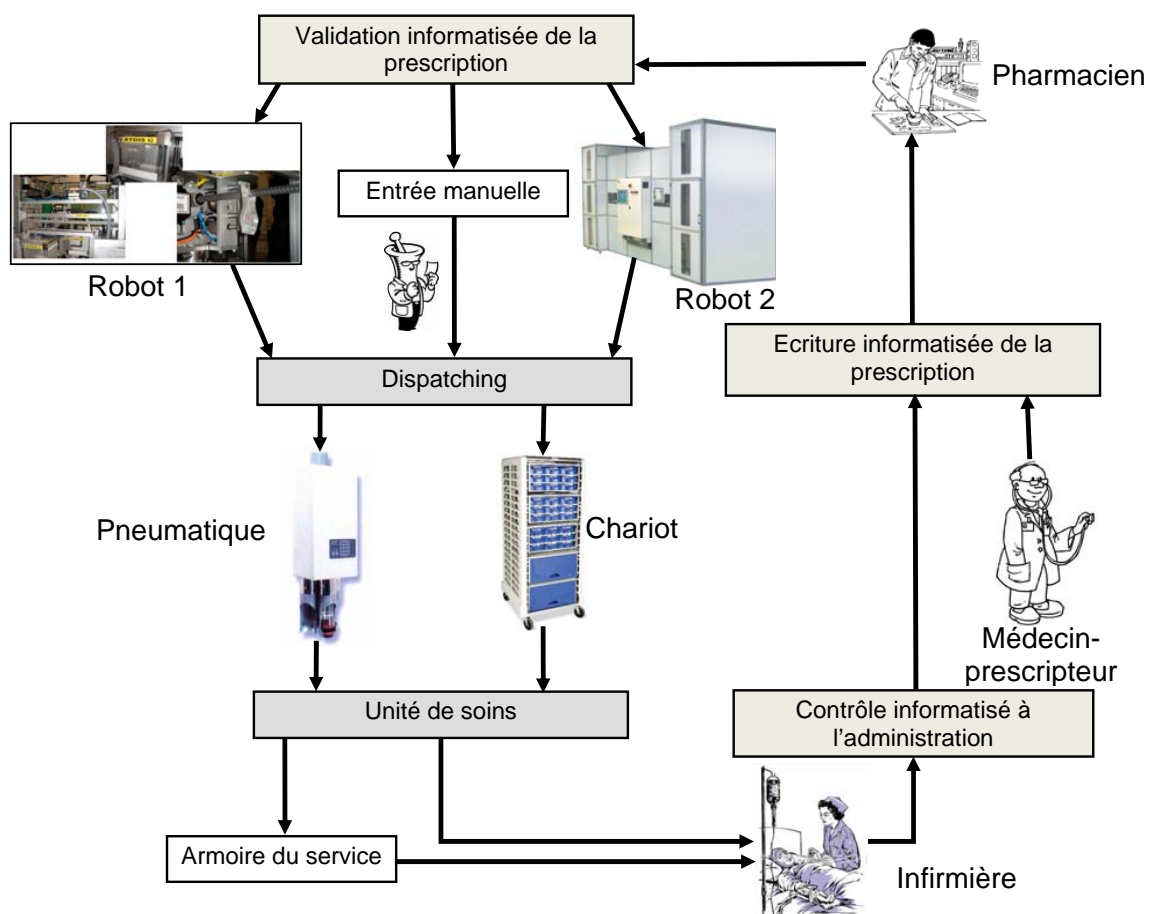 Validation informatisée de la
prescription
Pharmacien
Entrée manuelle
Robot 1
Robot 2
Ecriture informatisée de la
prescription
Dispatching
Pneumatique
Chariot
Médecin-
prescripteur
Unité de soins
Contrôle informatisé à
l'administration
Armoire du service
Infirmière